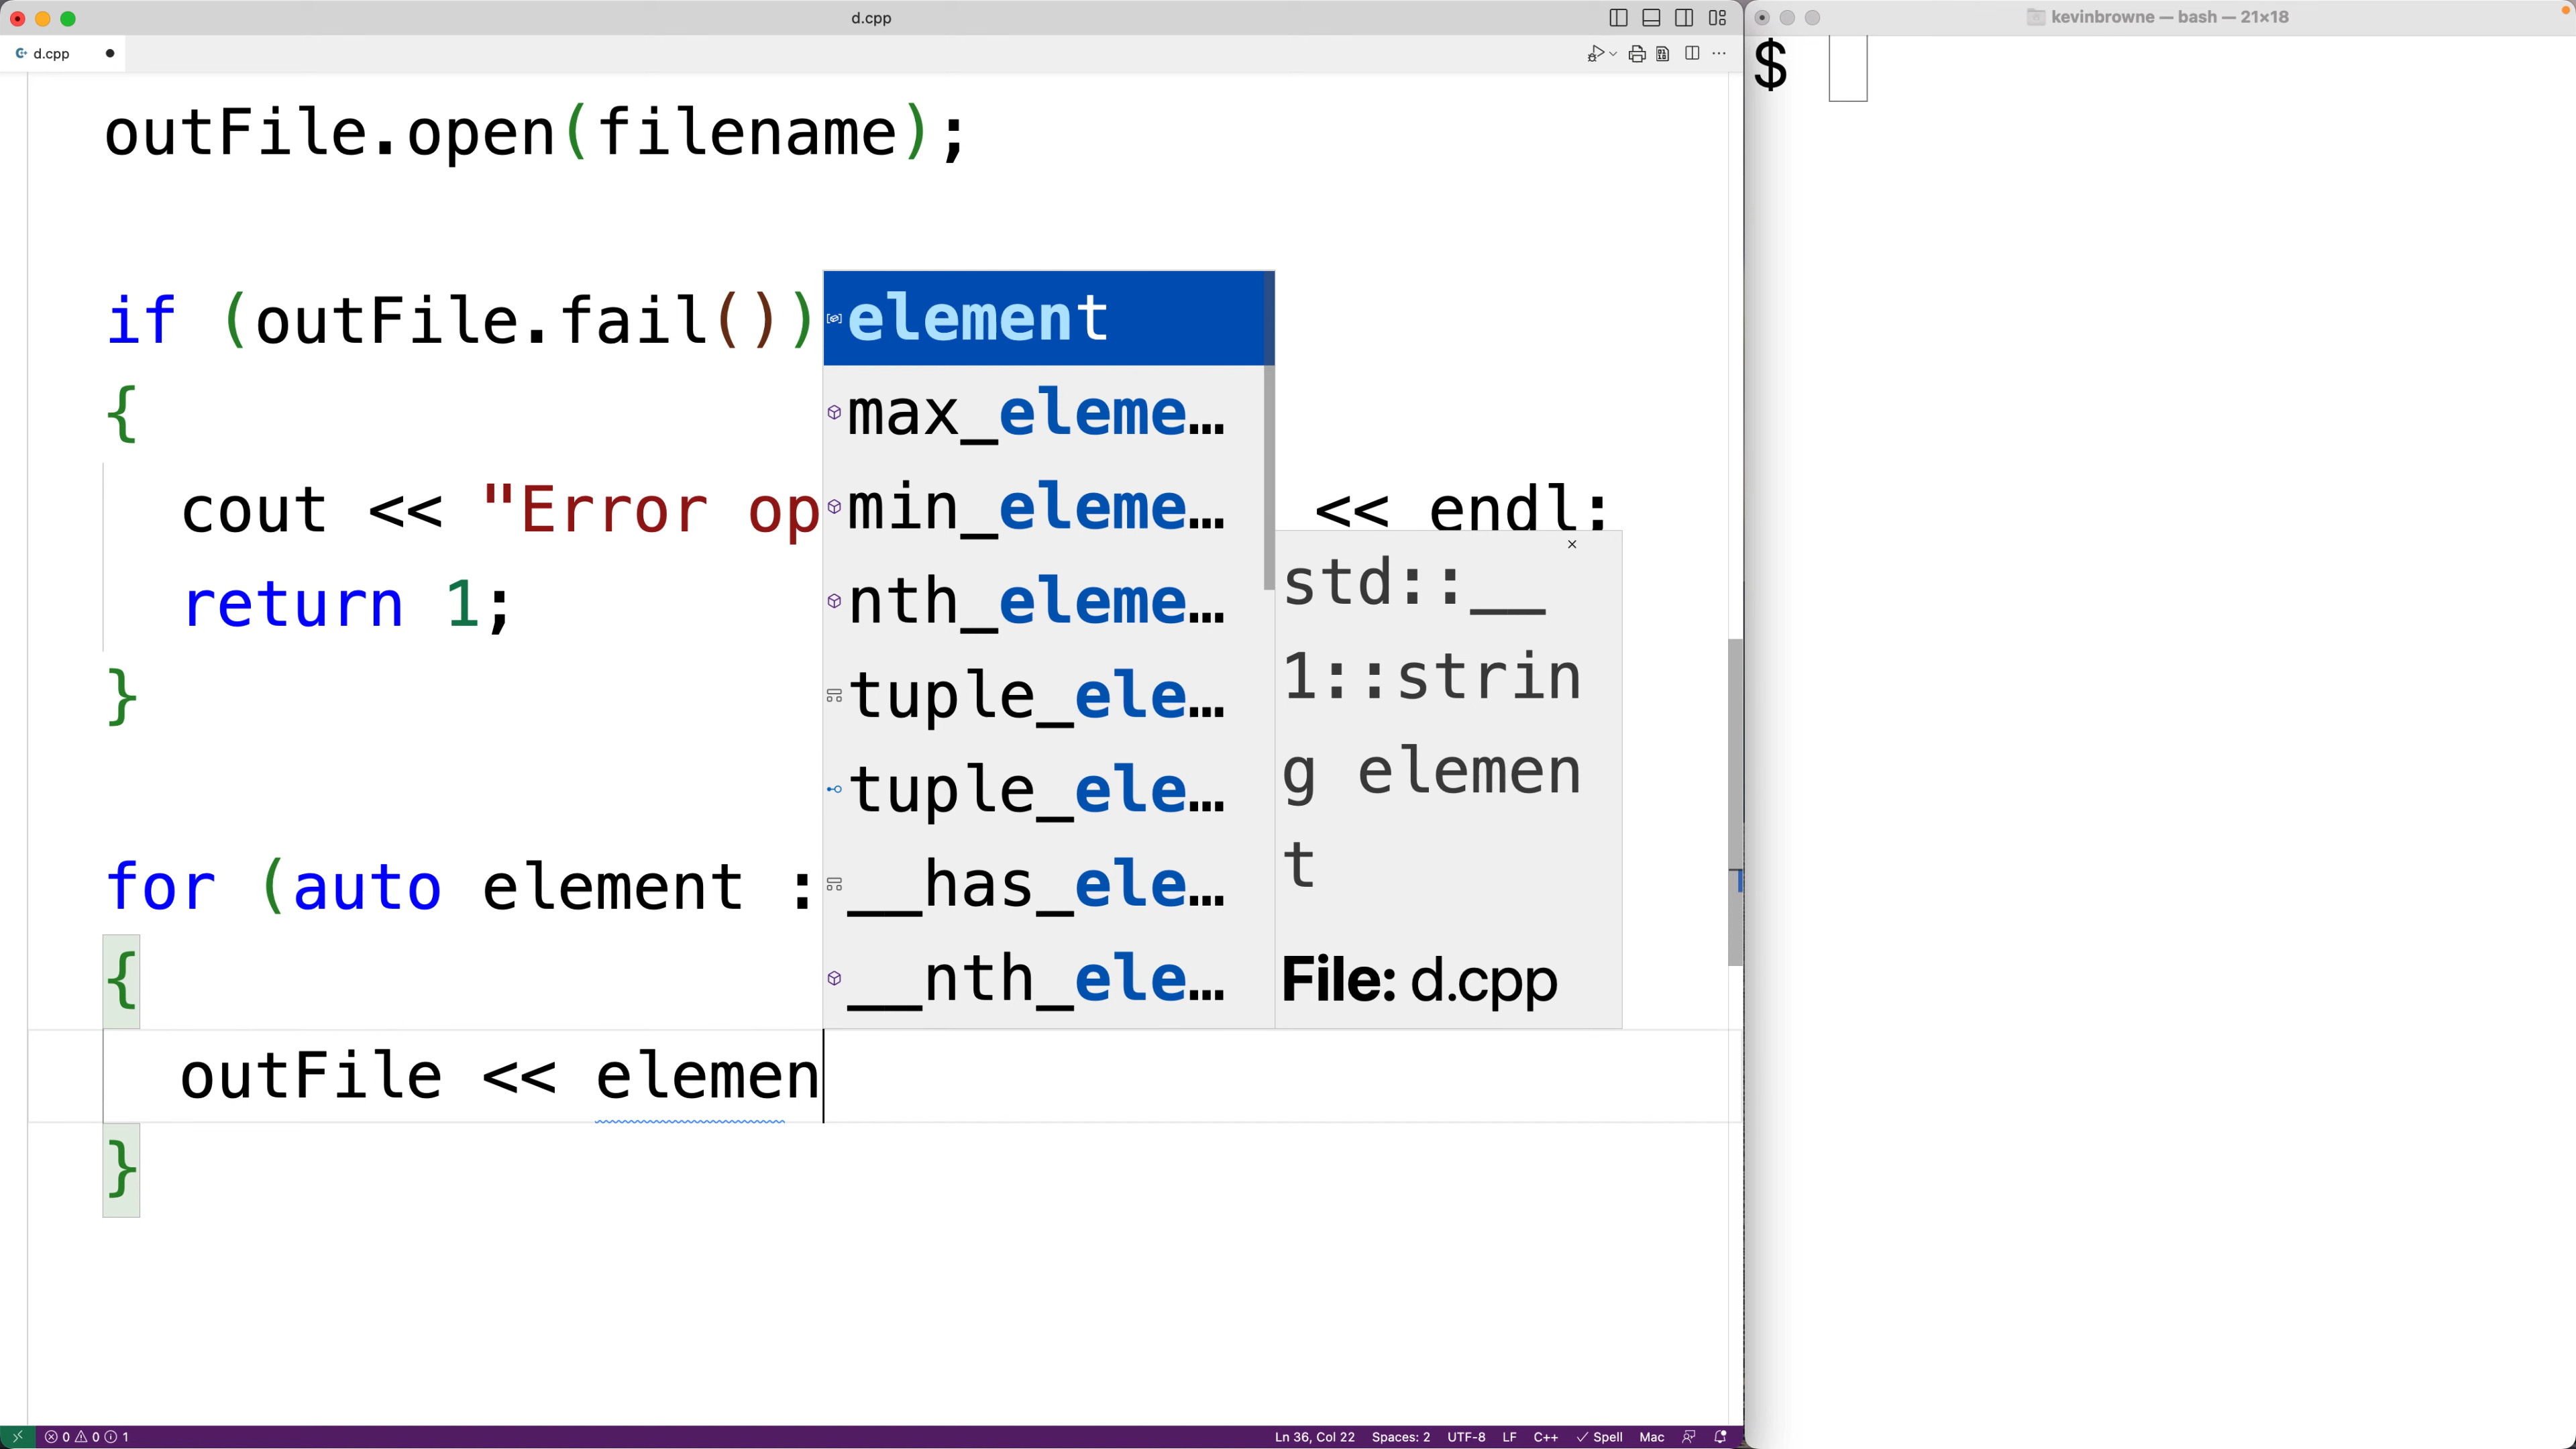 d.cpp
d.cpp
outFile.open(filename);
if (outFile.fail())
{
cout << "Error op
<< endl;
return 1;
}
for (auto element :
{
outFile << elemen
}
element
max_eleme…
min_eleme…
nth_eleme…
tuple_ele…
tuple_ele…
__has_ele…
__nth_ele…
std::__
1::strin
g elemen
t
File: d.cpp
0 0 1
Ln 36, Col 22 Spaces: 2 UTF-8 LF C++ Spell Mac
kevinbrowne — bash — 21×18
$